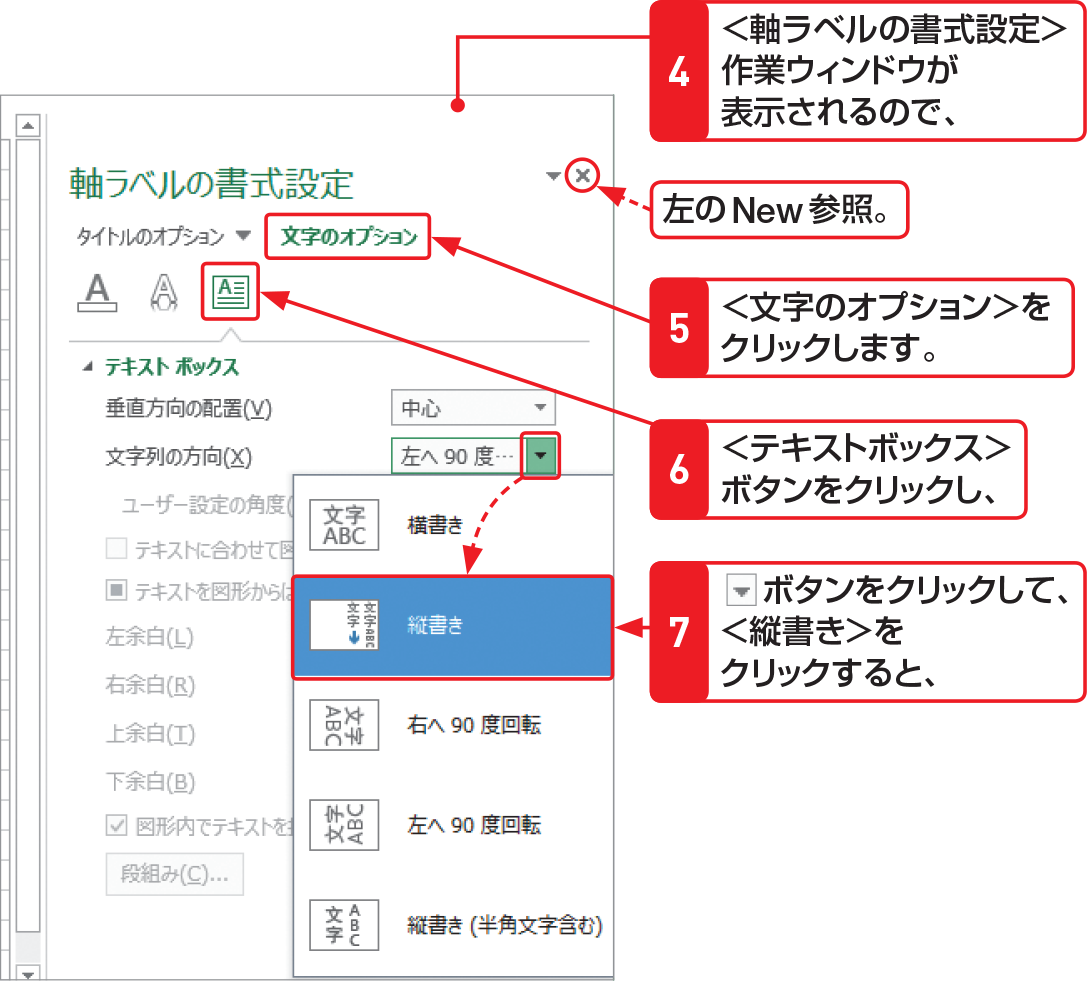 4
<軸ラベルの書式設定>
作業ウィンドウが
表示されるので、
軸ラベルの書式設定
左のNew参照。
タイトルのオプション
文字のオプション
5
<文字のオプション>を
クリックします。
テキスト ボックス
垂直方向の配置(V)
中心
文字列の方向(X)
左へ 90 度…
6
<テキストボックス>
ボタンをクリックし、
ユーザー設定の角度(
文字
ABC
横書き
テキストに合わせて図
テキストを図形からは
文字
文字ABC
縦書き
7
ボタンをクリックして、
<縦書き>を
クリックすると、
左余白(L)
右余白(R)
文字
ABC
右へ 90 度回転
上余白(T)
下余白(B)
文字
ABC
左へ 90 度回転
図形内でテキストを
段組み(C)...
文字
ABC
縦書き (半角文字含む)